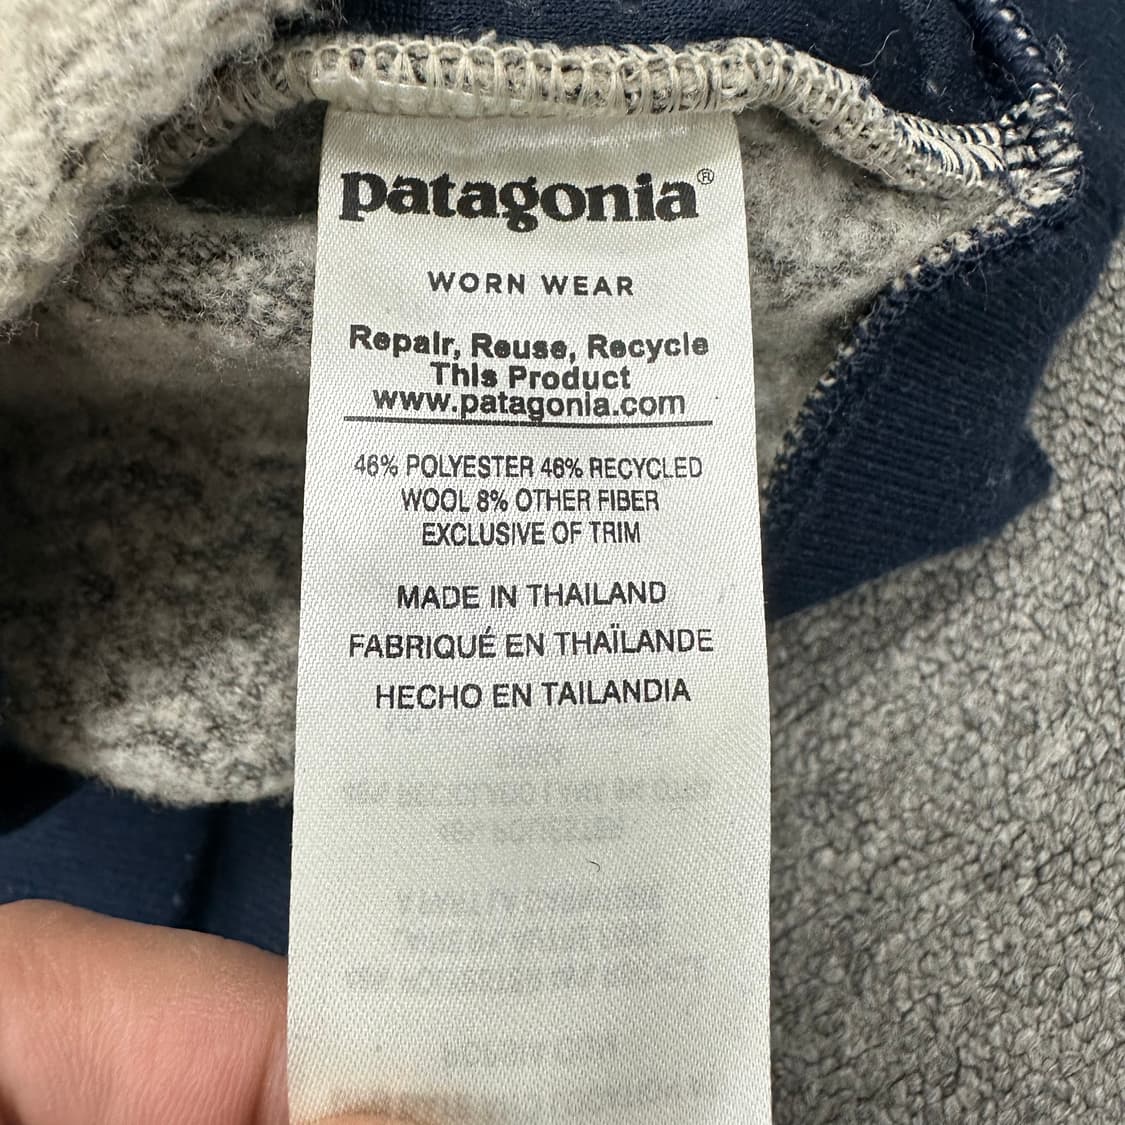 patagonia®
WORN WEAR
Repair, Reuse, Recycle
This Product
www.patagonia.com
46% POLYESTER 46% RECYCLED
WOOL 8% OTHER FIBER
EXCLUSIVE OF TRIM
MADE IN THAILAND
FABRIQUÉ EN THAÏLANDE
HECHO EN TAILANDIA